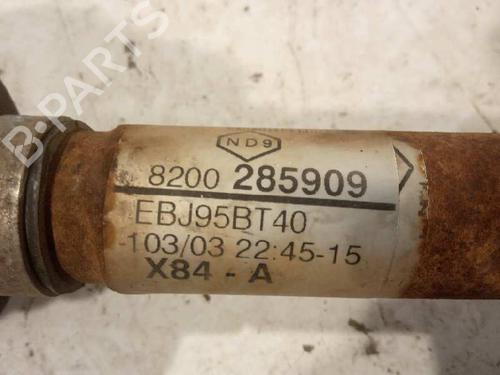 ND9
8200 285909
EBJ95BT40
103/03 22:45-15
X84 - A
B-PARTS